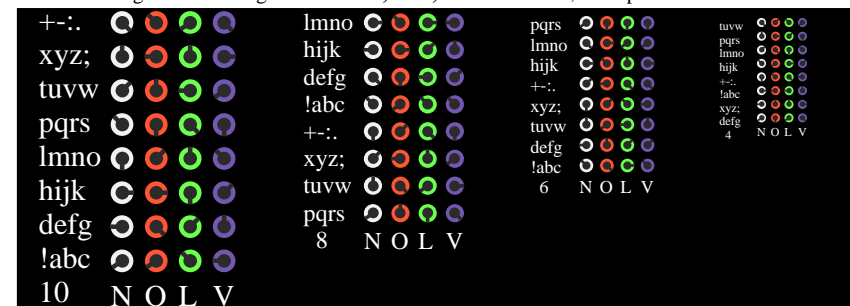 +-:.
xyz;
tuvw
pqrs
lmno
hijk
defg
!abc
10 N O L V
lmno
hijk
defg
!abc
+-:.
xyz;
tuvw
pqrs
8 N O L V
pqrs
lmno
hijk
+-:.
xyz;
tuvw
defg
!abc
6 N O L V
tuvw
pqrs
lmno
hijk
+-:.
!abc
xyz;
defg
4 N O L V